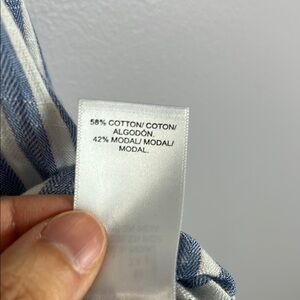 58% COTTON/ COTON/
ALGODÓN.
42% MODAL/ MODAL/
MODAL.